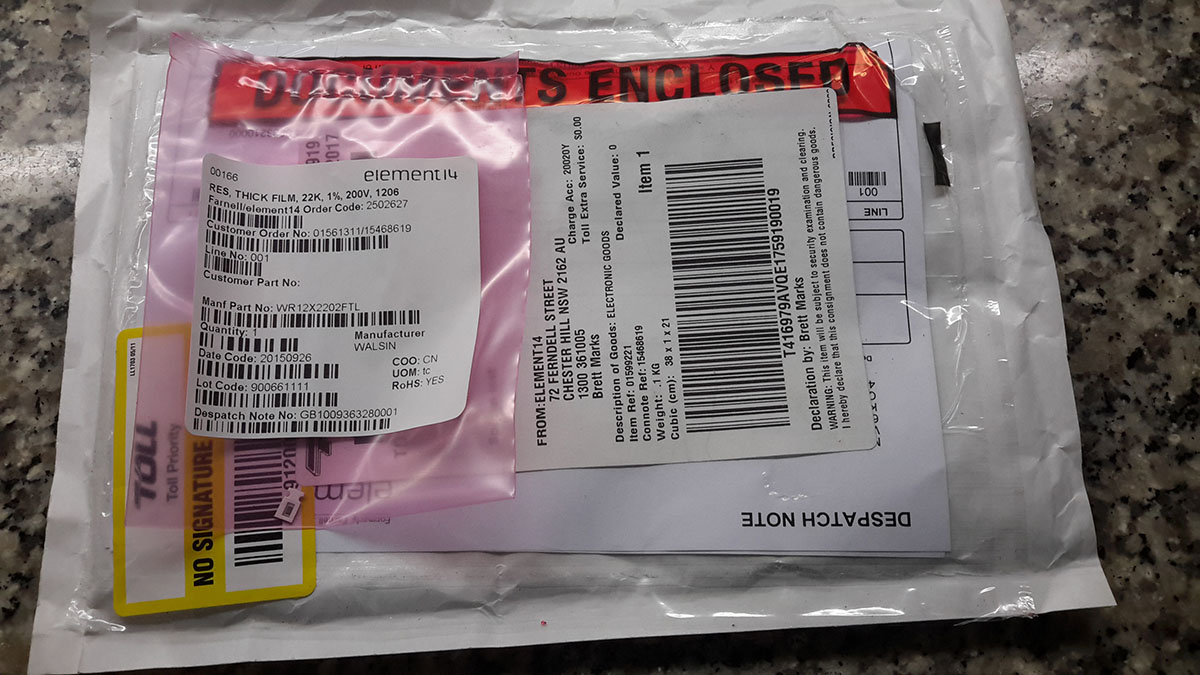 DOCUMENTS ENCLOSED
00166
element14
RES, THICK FILM, 22K, 1%, 200V, 1206
Farnell/element14 Order Code: 2502627
Customer Order No: 01561311/15468619
Line No: 001
Customer Part No:
Manf Part No: WR12X2202FTL
Quantity: 1
Manufacturer
WALSIN
Date Code: 20150926
COO: CN
UOM: tc
RoHS: YES
Lot Code: 900661111
Despatch Note No: GB1009363280001
FROM:ELEMENT14
72 FERNDELL STREET
CHESTER HILL NSW 2162 AU
1300 361005
Brett Marks
Charge Acc: 20020Y
Toll Extra Service: $0.00
Description of Goods: ELECTRONIC GOODS
Item Ref: 01599221
Declared Value: 0
Connote Ref:15468619
Weight: .1 KG
Item 1
Cubic (cm): 38 x 1 x 21
T416979AVQE1759190019
Declaration by: Brett Marks
WARNING: This item will be subject to security examination and clearing.
I hereby declare that this consignment does not contain dangerous goods.
TOLL
Toll Priority
NO SIGNATURE
9120
elem
DESPATCH NOTE
LINE
001